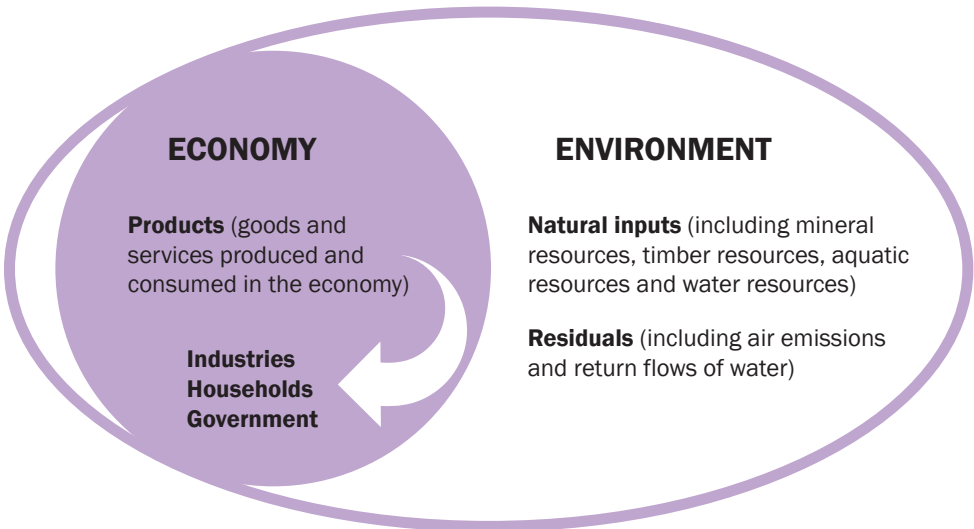 ECONOMY
Products (goods and
services produced and
consumed in the economy)
Industries
Households
Government
ENVIRONMENT
Natural inputs (including mineral
resources, timber resources, aquatic
resources and water resources)
Residuals (including air emissions
and return flows of water)